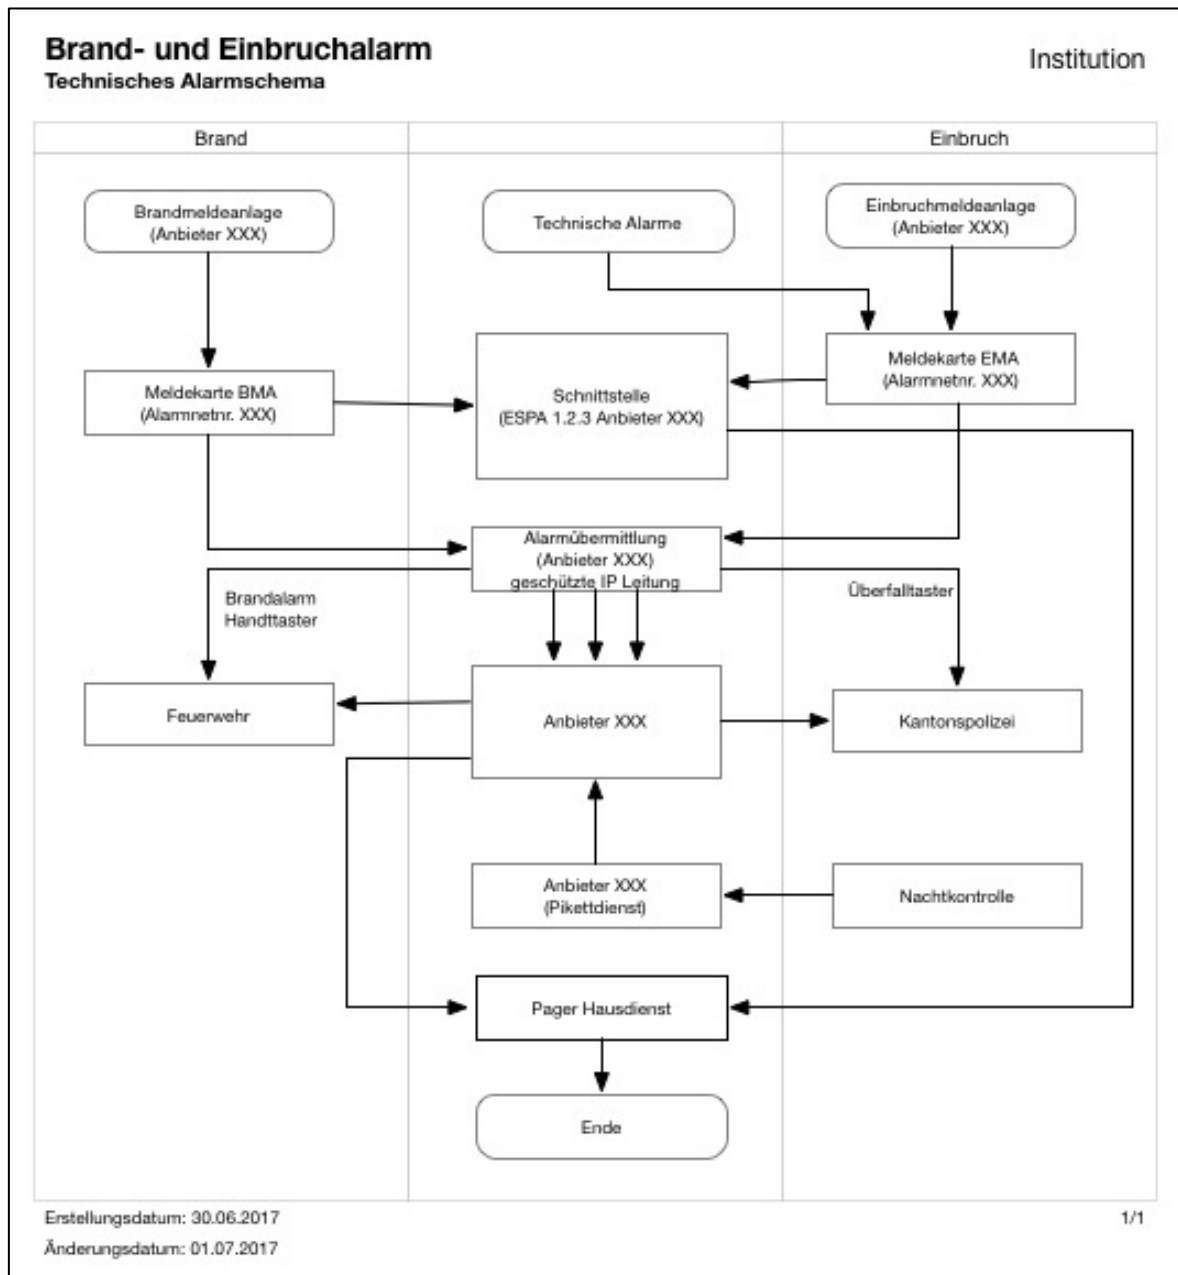 Brand- und Einbruchalarm
Technisches Alarmschema
Institution
Brand
Einbruch
Brandmeldeanlage
(Anbieter XXX)
Technische Alarme
Einbruchmeldeanlage
(Anbieter XXX)
Meldekarte BMA
(Alarmnetnr. XXX)
Schnittstelle
(ESPA 1.2.3 Anbieter XXX)
Meldekarte EMA
(Alarmnetnr. XXX)
Alarmübermittlung
(Anbieter XXX)
geschützte IP Leitung
Brandalarm
Handttaster
Überfalltaster
Feuerwehr
Anbieter XXX
Kantonspolizei
Anbieter XXX
(Pikettdienst)
Nachtkontrolle
Pager Hausdienst
Ende
Erstellungsdatum: 30.06.2017
1/1
Änderungsdatum: 01.07.2017